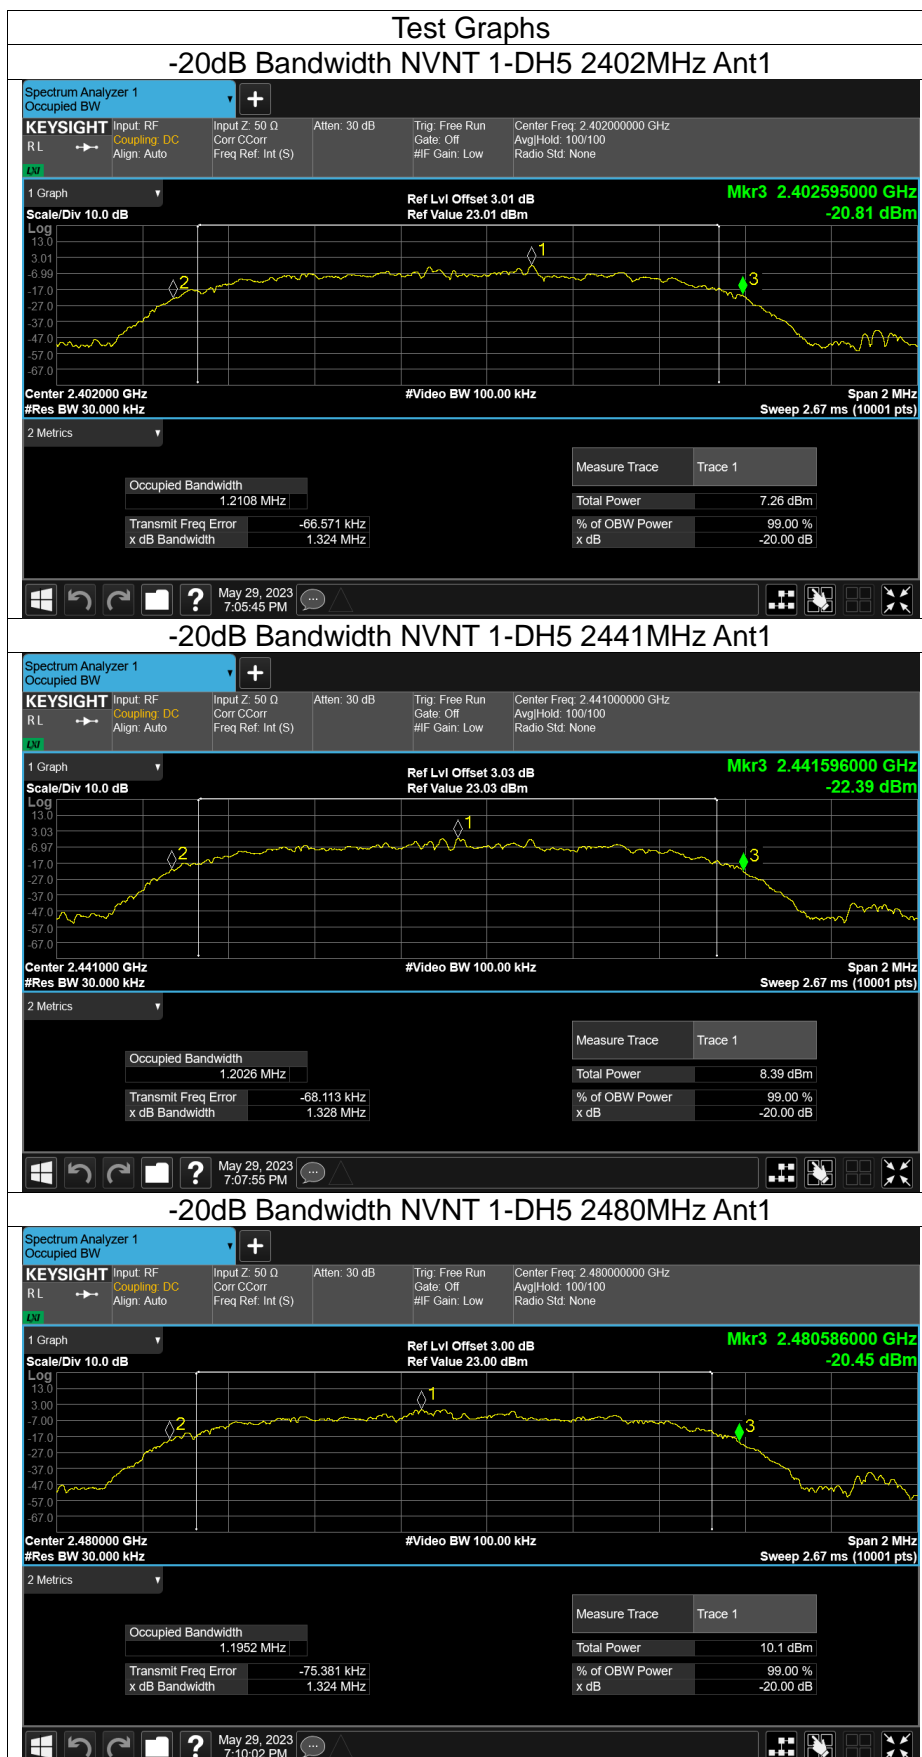 Test Graphs
-20dB Bandwidth NVNT 1-DH5 2402MHz Ant1
Spectrum Analyzer 1
Occupied BW
KEYSIGHT Input: RF Input Z: 50 Ω Atten: 30 dB Trig: Free Run Center Freq: 2.402000000 GHz
RL Coupling: DC Corr CCorr Gate: Off Avg|Hold: 100/100
Align: Auto Freq Ref: Int (S) #IF Gain: Low Radio Std: None
LXI
1 Graph Ref Lvl Offset 3.01 dB Mkr3 2.402595000 GHz
Scale/Div 10.0 dB Ref Value 23.01 dBm -20.81 dBm
Log
13.0
3.01 1
-6.99
-17.0 2 3
-27.0
-37.0
-47.0
-57.0
-67.0
Center 2.402000 GHz #Video BW 100.00 kHz Span 2 MHz
#Res BW 30.000 kHz Sweep 2.67 ms (10001 pts)
2 Metrics
Measure Trace Trace 1
Occupied Bandwidth
1.2108 MHz Total Power 7.26 dBm
Transmit Freq Error -66.571 kHz % of OBW Power 99.00 %
x dB Bandwidth 1.324 MHz x dB -20.00 dB
? May 29, 2023
7:05:45 PM
-20dB Bandwidth NVNT 1-DH5 2441MHz Ant1
Spectrum Analyzer 1
Occupied BW
KEYSIGHT Input: RF Input Z: 50 Ω Atten: 30 dB Trig: Free Run Center Freq: 2.441000000 GHz
RL Coupling: DC Corr CCorr Gate: Off Avg|Hold: 100/100
Align: Auto Freq Ref: Int (S) #IF Gain: Low Radio Std: None
LXI
1 Graph Ref Lvl Offset 3.03 dB Mkr3 2.441596000 GHz
Scale/Div 10.0 dB Ref Value 23.03 dBm -22.39 dBm
Log
13.0
3.03 1
-6.97
-17.0 2 3
-27.0
-37.0
-47.0
-57.0
-67.0
Center 2.441000 GHz #Video BW 100.00 kHz Span 2 MHz
#Res BW 30.000 kHz Sweep 2.67 ms (10001 pts)
2 Metrics
Measure Trace Trace 1
Occupied Bandwidth
1.2026 MHz Total Power 8.39 dBm
Transmit Freq Error -68.113 kHz % of OBW Power 99.00 %
x dB Bandwidth 1.328 MHz x dB -20.00 dB
? May 29, 2023
7:07:55 PM
-20dB Bandwidth NVNT 1-DH5 2480MHz Ant1
Spectrum Analyzer 1
Occupied BW
KEYSIGHT Input: RF Input Z: 50 Ω Atten: 30 dB Trig: Free Run Center Freq: 2.480000000 GHz
RL Coupling: DC Corr CCorr Gate: Off Avg|Hold: 100/100
Align: Auto Freq Ref: Int (S) #IF Gain: Low Radio Std: None
LXI
1 Graph Ref Lvl Offset 3.00 dB Mkr3 2.480586000 GHz
Scale/Div 10.0 dB Ref Value 23.00 dBm -20.45 dBm
Log
13.0 1
3.00
-7.00 2 3
-17.0
-27.0
-37.0
-47.0
-57.0
-67.0
Center 2.480000 GHz #Video BW 100.00 kHz Span 2 MHz
#Res BW 30.000 kHz Sweep 2.67 ms (10001 pts)
2 Metrics
Measure Trace Trace 1
Occupied Bandwidth
1.1952 MHz Total Power 10.1 dBm
Transmit Freq Error -75.381 kHz % of OBW Power 99.00 %
x dB Bandwidth 1.324 MHz x dB -20.00 dB
? May 29, 2023
7:10:02 PM